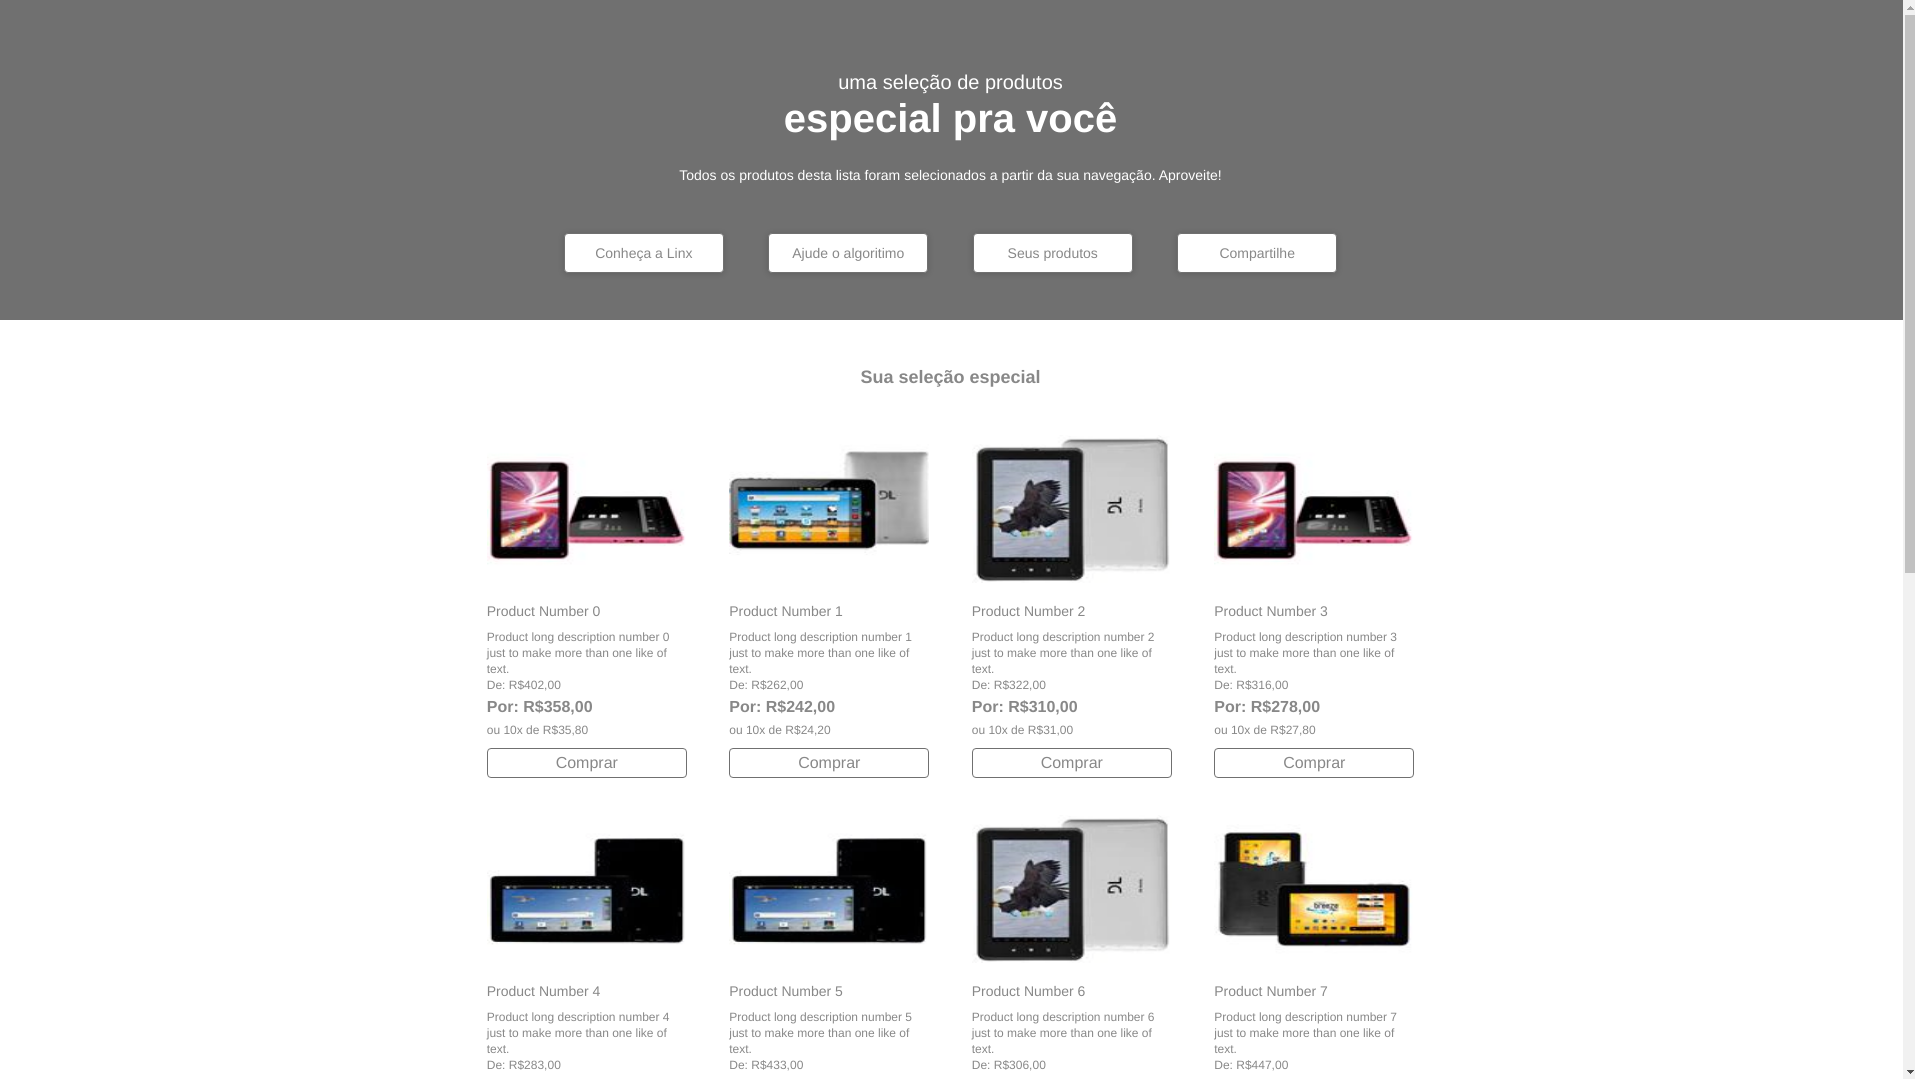 uma seleção de produtos
especial pra você
Todos os produtos desta lista foram selecionados a partir da sua navegação. Aproveite!
Conheça a Linx
Ajude o algoritimo
Seus produtos
Compartilhe
Sua seleção especial
DL
DL
Product Number 0
Product long description number 0
just to make more than one like of
text.
De: R$402,00
Por: R$358,00
ou 10x de R$35,80
Comprar
Product Number 1
Product long description number 1
just to make more than one like of
text.
De: R$262,00
Por: R$242,00
ou 10x de R$24,20
Comprar
Product Number 2
Product long description number 2
just to make more than one like of
text.
De: R$322,00
Por: R$310,00
ou 10x de R$31,00
Comprar
Product Number 3
Product long description number 3
just to make more than one like of
text.
De: R$316,00
Por: R$278,00
ou 10x de R$27,80
Comprar
DL
DL
DL
breeze
Product Number 4
Product long description number 4
just to make more than one like of
text.
De: R$283,00
Product Number 5
Product long description number 5
just to make more than one like of
text.
De: R$433,00
Product Number 6
Product long description number 6
just to make more than one like of
text.
De: R$306,00
Product Number 7
Product long description number 7
just to make more than one like of
text.
De: R$447,00